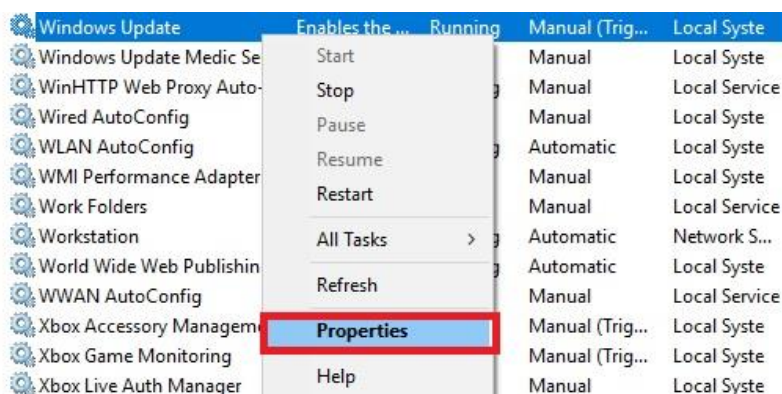 Windows Update Enables the ... Running Manual (Trig... Local Syste
Windows Update Medic Se Manual Local Syste
WinHTTP Web Proxy Auto- g Manual Local Service
Wired AutoConfig Manual Local Syste
WLAN AutoConfig g Automatic Local Syste
WMI Performance Adapter Manual Local Syste
Work Folders Manual Local Service
Workstation g Automatic Network S...
World Wide Web Publishin g Automatic Local Syste
WWAN AutoConfig Manual Local Service
Xbox Accessory Managem Manual (Trig... Local Syste
Xbox Game Monitoring Manual (Trig... Local Syste
Xbox Live Auth Manager Manual Local Syste
Start
Stop
Pause
Resume
Restart
All Tasks >
Refresh
Properties
Help